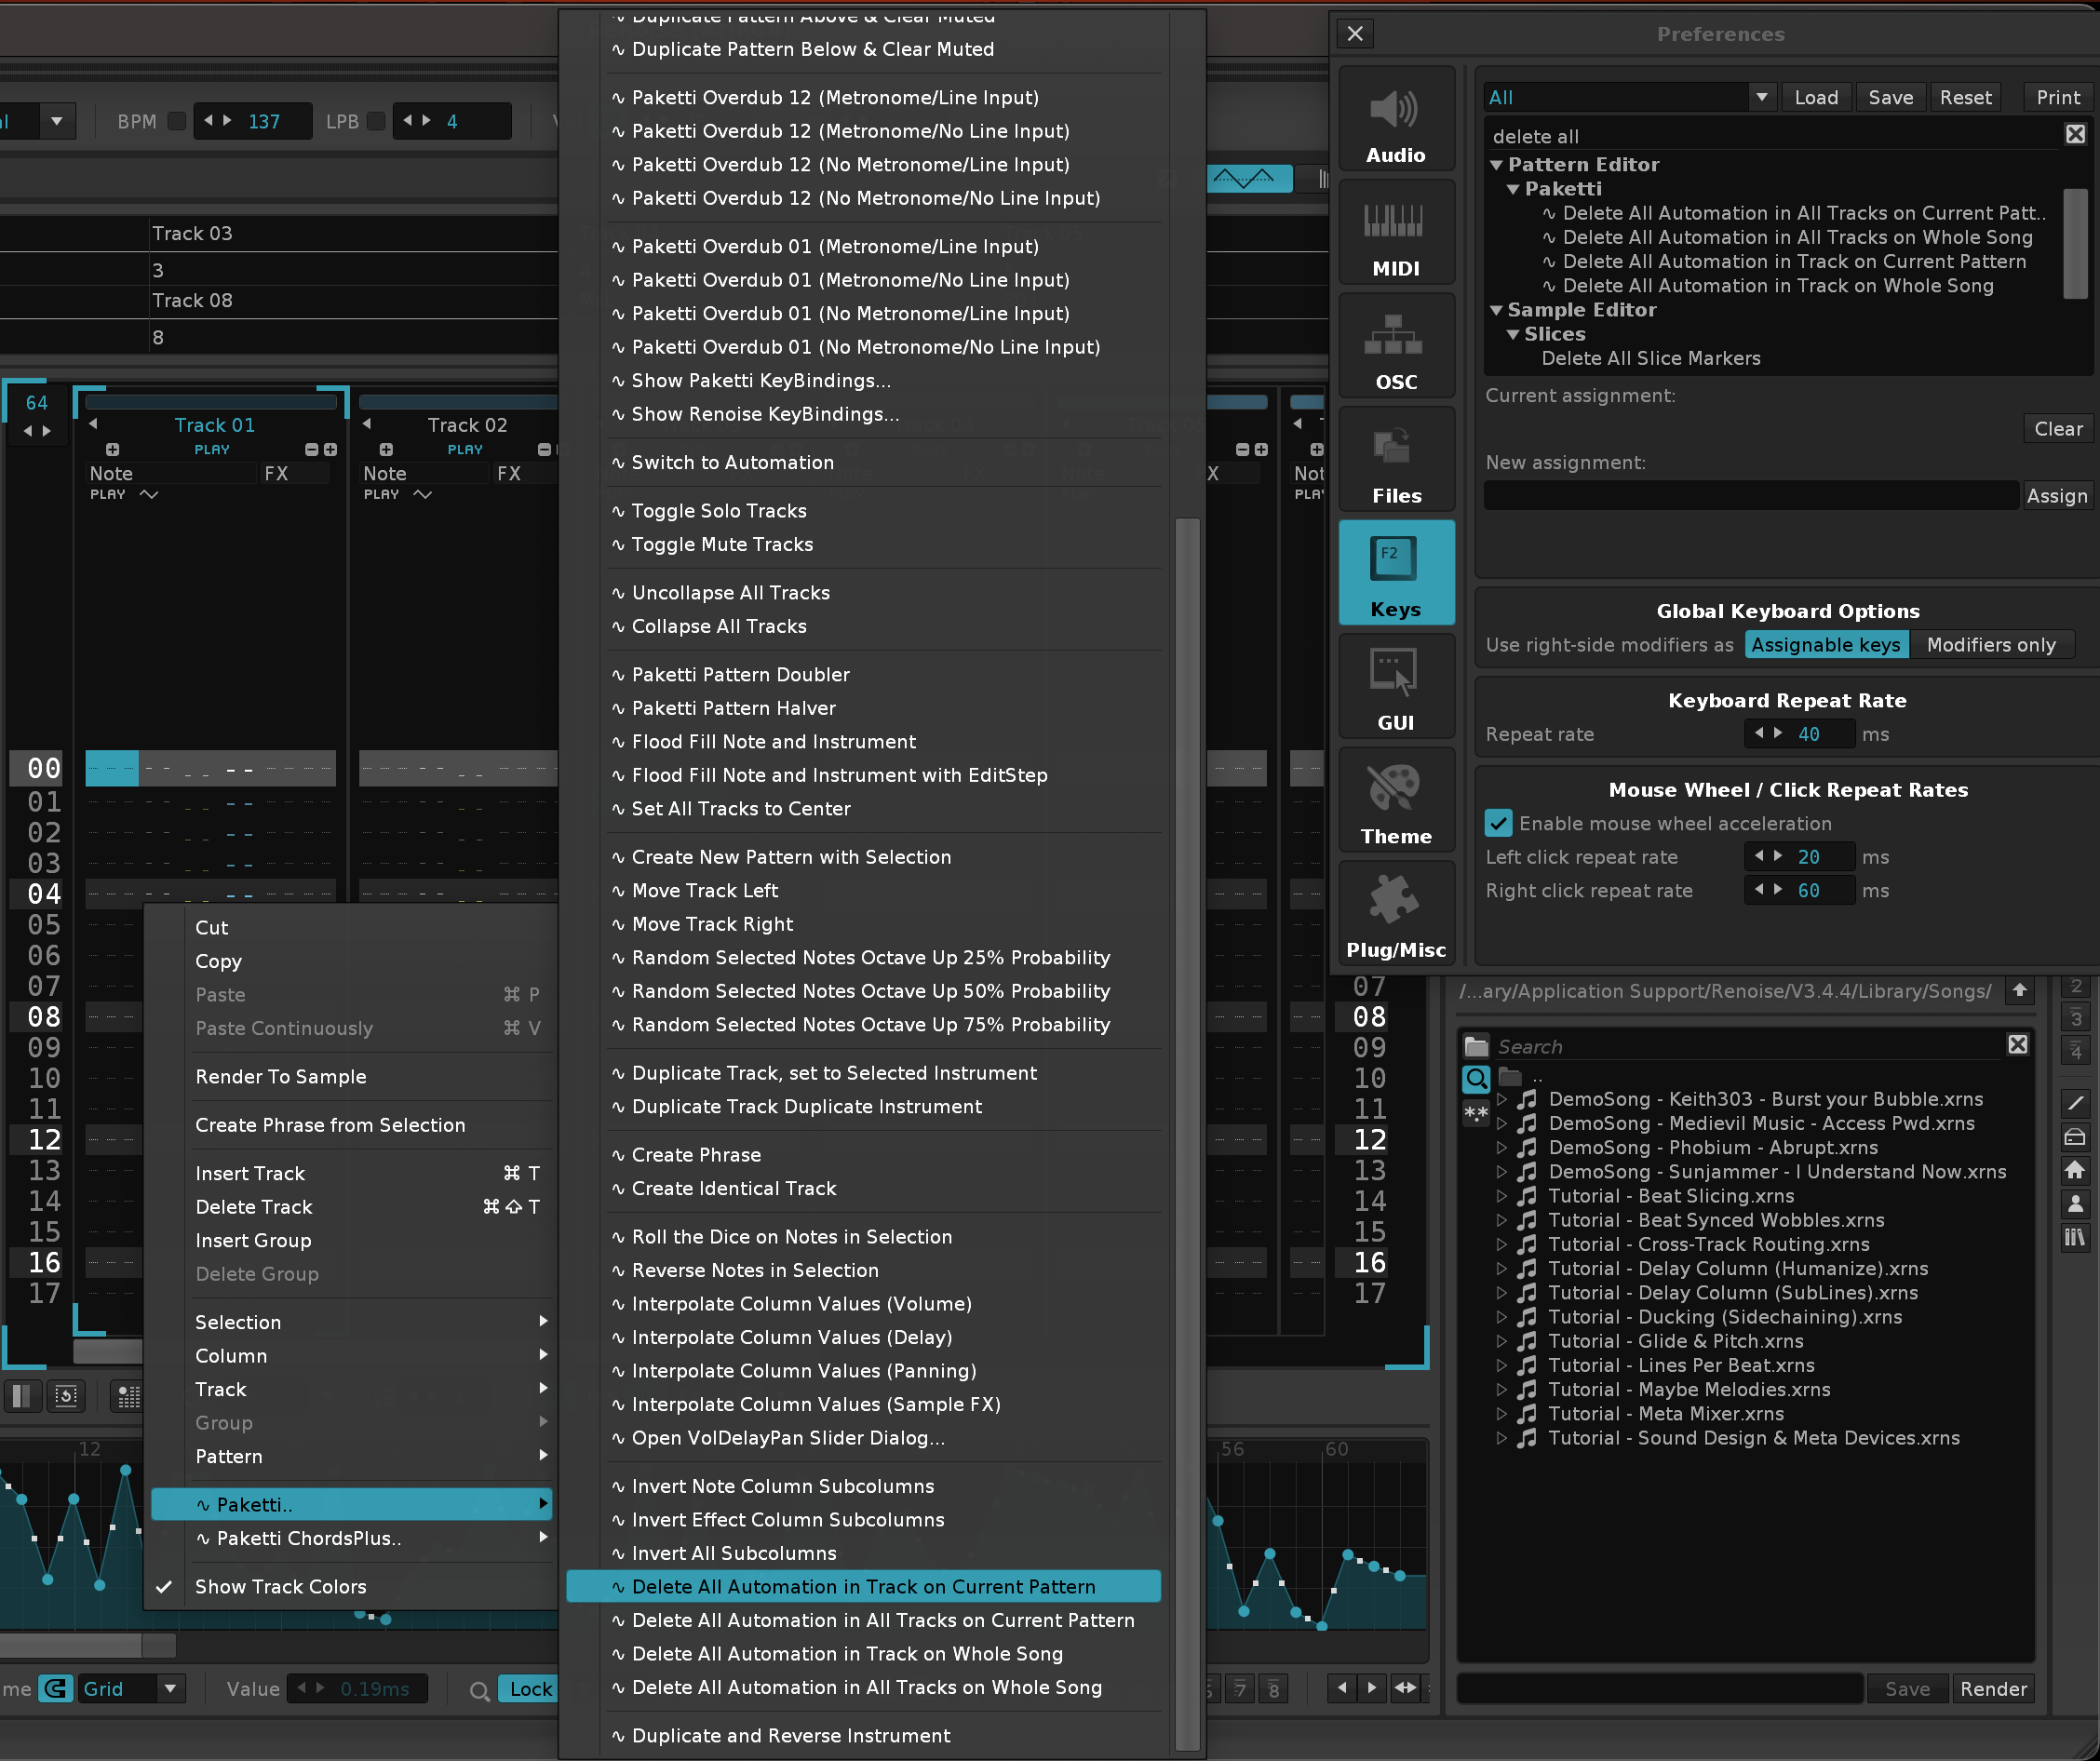 BPM
137
LPB
4
Track 03
3
Track 08
8
64
Track 01
PLAY
Note
FX
PLAY
Track 02
PLAY
Note
FX
PLAY
00
01
02
03
04
05
06
07
08
09
10
11
12
13
14
15
16
17
Cut
Copy
Paste ⌘ P
Paste Continuously ⌘ V
Render To Sample
Create Phrase from Selection
Insert Track ⌘ T
Delete Track ⌘⇧T
Insert Group
Delete Group
Selection
Column
Track
Group
Pattern
∿ Paketti..
∿ Paketti ChordsPlus..
Show Track Colors
12
me
Grid
Value
0.19ms
Lock
Duplicate Pattern Above & Clear Muted
∿ Duplicate Pattern Below & Clear Muted
∿ Paketti Overdub 12 (Metronome/Line Input)
∿ Paketti Overdub 12 (Metronome/No Line Input)
∿ Paketti Overdub 12 (No Metronome/Line Input)
∿ Paketti Overdub 12 (No Metronome/No Line Input)
∿ Paketti Overdub 01 (Metronome/Line Input)
∿ Paketti Overdub 01 (Metronome/No Line Input)
∿ Paketti Overdub 01 (No Metronome/Line Input)
∿ Paketti Overdub 01 (No Metronome/No Line Input)
∿ Show Paketti KeyBindings...
∿ Show Renoise KeyBindings...
∿ Switch to Automation
∿ Toggle Solo Tracks
∿ Toggle Mute Tracks
∿ Uncollapse All Tracks
∿ Collapse All Tracks
∿ Paketti Pattern Doubler
∿ Paketti Pattern Halver
∿ Flood Fill Note and Instrument
∿ Flood Fill Note and Instrument with EditStep
∿ Set All Tracks to Center
∿ Create New Pattern with Selection
∿ Move Track Left
∿ Move Track Right
∿ Random Selected Notes Octave Up 25% Probability
∿ Random Selected Notes Octave Up 50% Probability
∿ Random Selected Notes Octave Up 75% Probability
∿ Duplicate Track, set to Selected Instrument
∿ Duplicate Track Duplicate Instrument
∿ Create Phrase
∿ Create Identical Track
∿ Roll the Dice on Notes in Selection
∿ Reverse Notes in Selection
∿ Interpolate Column Values (Volume)
∿ Interpolate Column Values (Delay)
∿ Interpolate Column Values (Panning)
∿ Interpolate Column Values (Sample FX)
∿ Open VolDelayPan Slider Dialog...
∿ Invert Note Column Subcolumns
∿ Invert Effect Column Subcolumns
∿ Invert All Subcolumns
∿ Delete All Automation in Track on Current Pattern
∿ Delete All Automation in All Tracks on Current Pattern
∿ Delete All Automation in Track on Whole Song
∿ Delete All Automation in All Tracks on Whole Song
∿ Duplicate and Reverse Instrument
X
Not
PLAY
07
08
09
10
11
12
13
14
15
16
17
56
60
7
8
Preferences
Audio
MIDI
OSC
Files
F2
Keys
GUI
Theme
Plug/Misc
All
Load
Save
Reset
Print
delete all
Pattern Editor
Paketti
∿ Delete All Automation in All Tracks on Current Patt..
∿ Delete All Automation in All Tracks on Whole Song
∿ Delete All Automation in Track on Current Pattern
∿ Delete All Automation in Track on Whole Song
Sample Editor
Slices
Delete All Slice Markers
Current assignment:
Clear
New assignment:
Assign
Global Keyboard Options
Use right-side modifiers as
Assignable keys
Modifiers only
Keyboard Repeat Rate
Repeat rate
40
ms
Mouse Wheel / Click Repeat Rates
Enable mouse wheel acceleration
Left click repeat rate
20
ms
Right click repeat rate
60
ms
/...ary/Application Support/Renoise/V3.4.4/Library/Songs/
2
3
4
Search
..
DemoSong - Keith303 - Burst your Bubble.xrns
DemoSong - Medievil Music - Access Pwd.xrns
DemoSong - Phobium - Abrupt.xrns
DemoSong - Sunjammer - I Understand Now.xrns
Tutorial - Beat Slicing.xrns
Tutorial - Beat Synced Wobbles.xrns
Tutorial - Cross-Track Routing.xrns
Tutorial - Delay Column (Humanize).xrns
Tutorial - Delay Column (SubLines).xrns
Tutorial - Ducking (Sidechaining).xrns
Tutorial - Glide & Pitch.xrns
Tutorial - Lines Per Beat.xrns
Tutorial - Maybe Melodies.xrns
Tutorial - Meta Mixer.xrns
Tutorial - Sound Design & Meta Devices.xrns
Save
Render